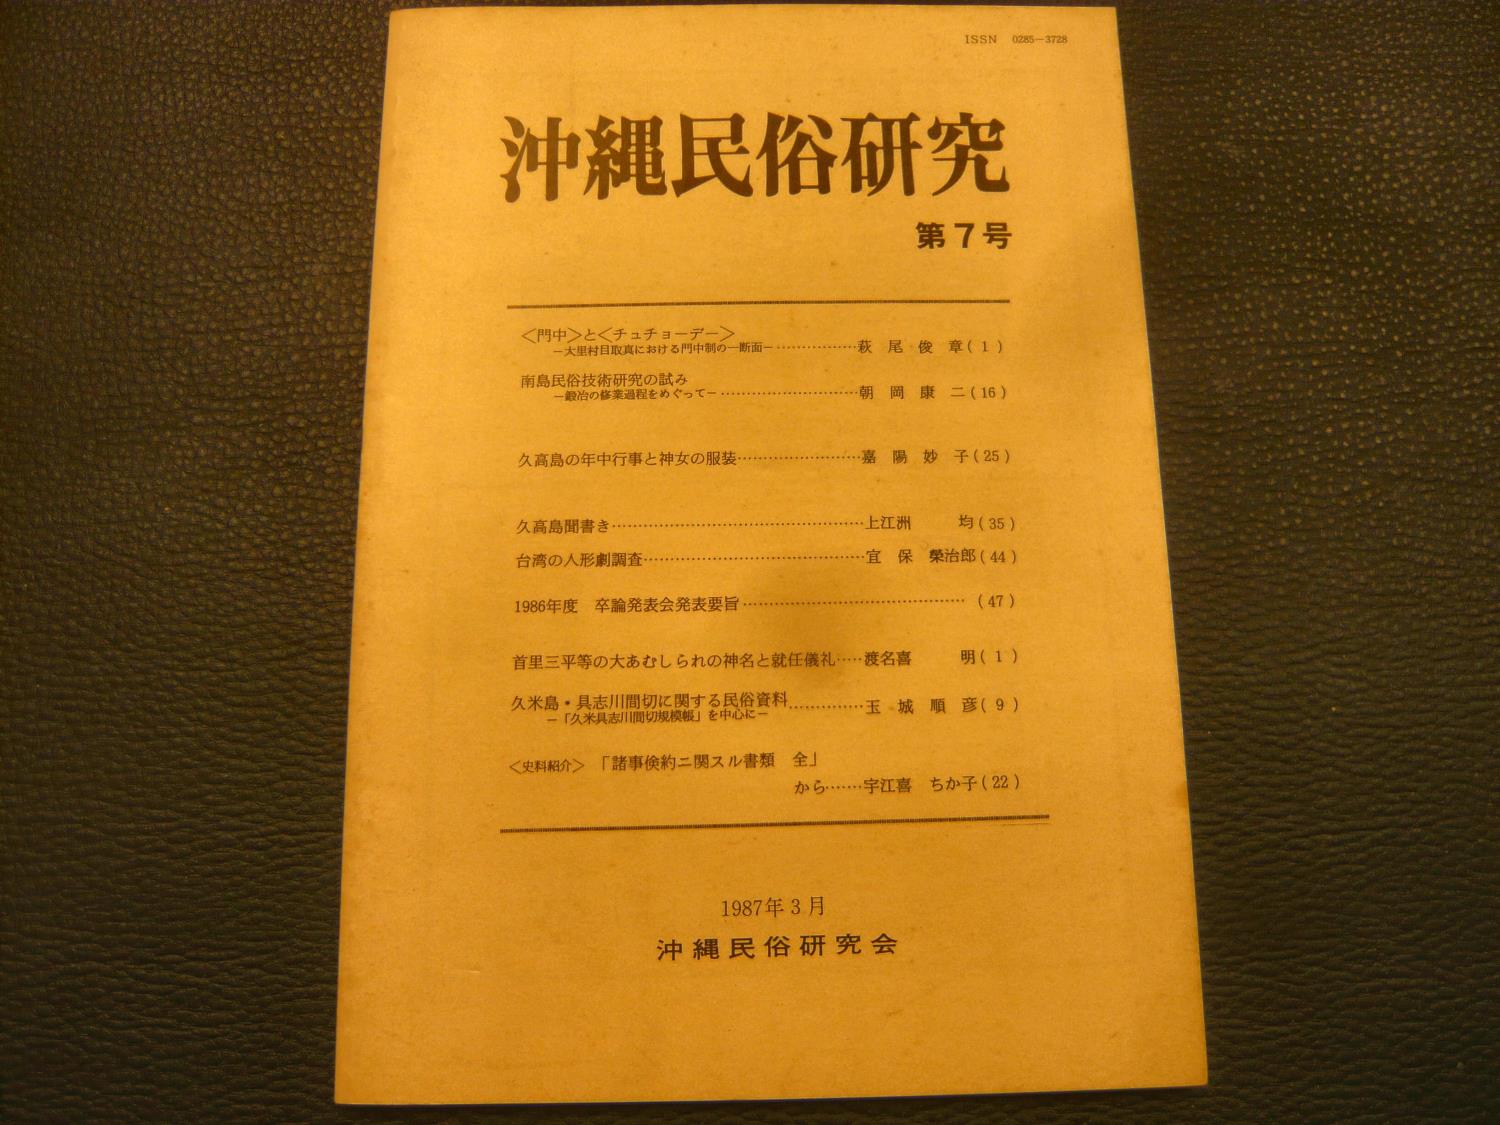 ISSN 0285-3728
沖縄民俗研究
第7号
＜門中＞と＜チュチョーデー＞
－大里村目取真における門中制の一断面－……………萩尾俊章(1)
南島民俗技術研究の試み
－鍛冶の修業過程をめぐって－………………………朝岡康二(16)
久高島の年中行事と神女の服装……………………嘉陽妙子(25)
久高島聞書き…………………………………………上江洲 均(35)
台湾の人形劇調査……………………………………宜保 榮治郎(44)
1986年度 卒論発表会発表要旨…………………………………… (47)
首里三平等の大あむしられの神名と就任儀礼……渡名喜 明(1)
久米島・具志川間切に関する民俗資料…………玉城順彦(9)
－「久米具志川間切規模帳」を中心に－
＜史料紹介＞ 「諸事倹約ニ関スル書類 全」
から……宇江喜 ちか子(22)
1987年3月
沖縄民俗研究会